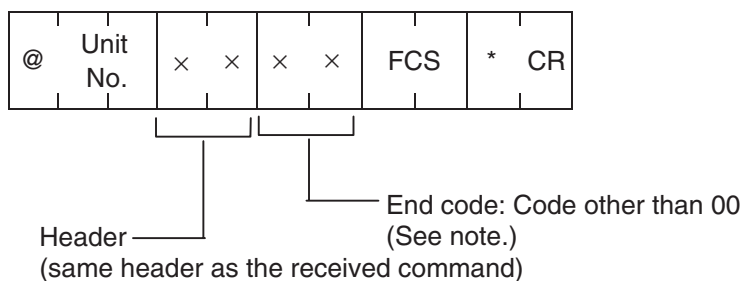 @ Unit No. × × × × FCS * CR
End code: Code other than 00
(See note.)
Header
(same header as the received command)